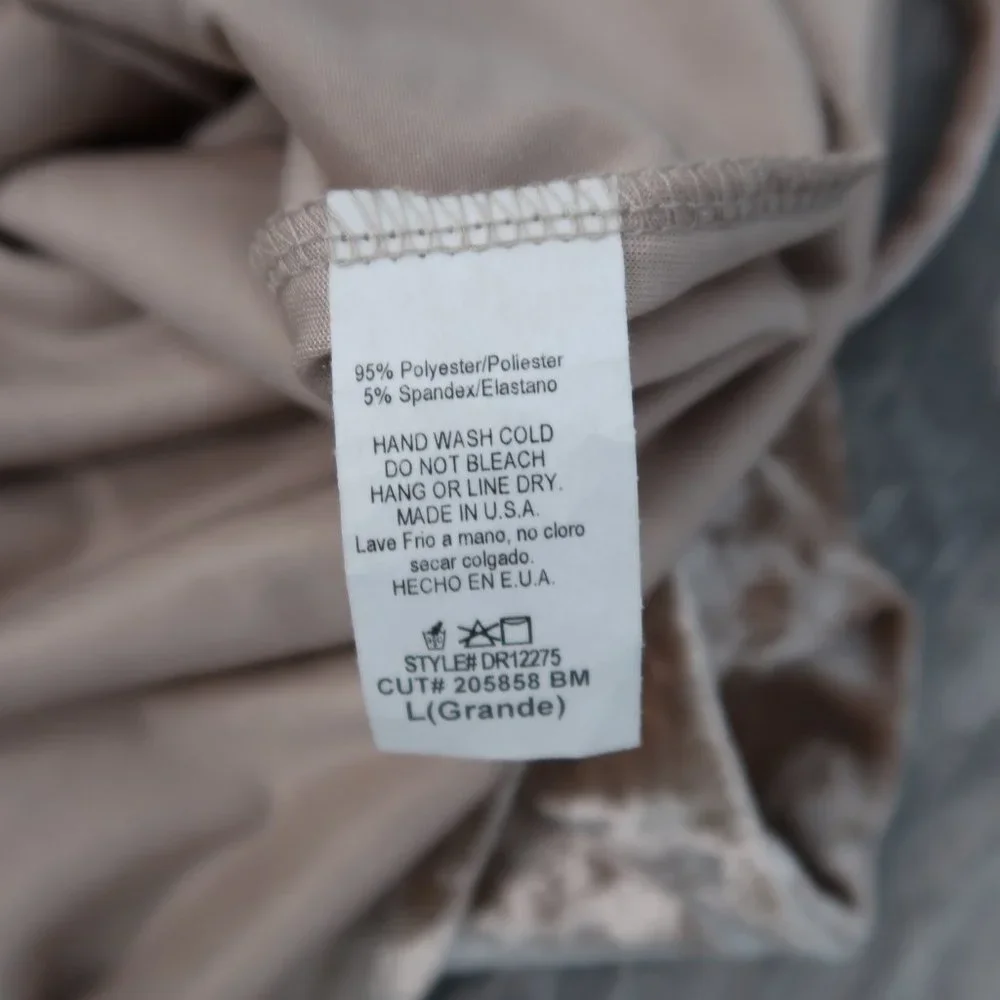 95% Polyester/Poliester
5% Spandex/Elastano
HAND WASH COLD
DO NOT BLEACH
HANG OR LINE DRY.
MADE IN U.S.A.
Lave Frio a mano, no cloro
secar colgado.
HECHO EN E.U.A.
STYLE# DR12275
CUT# 205858 BM
L(Grande)